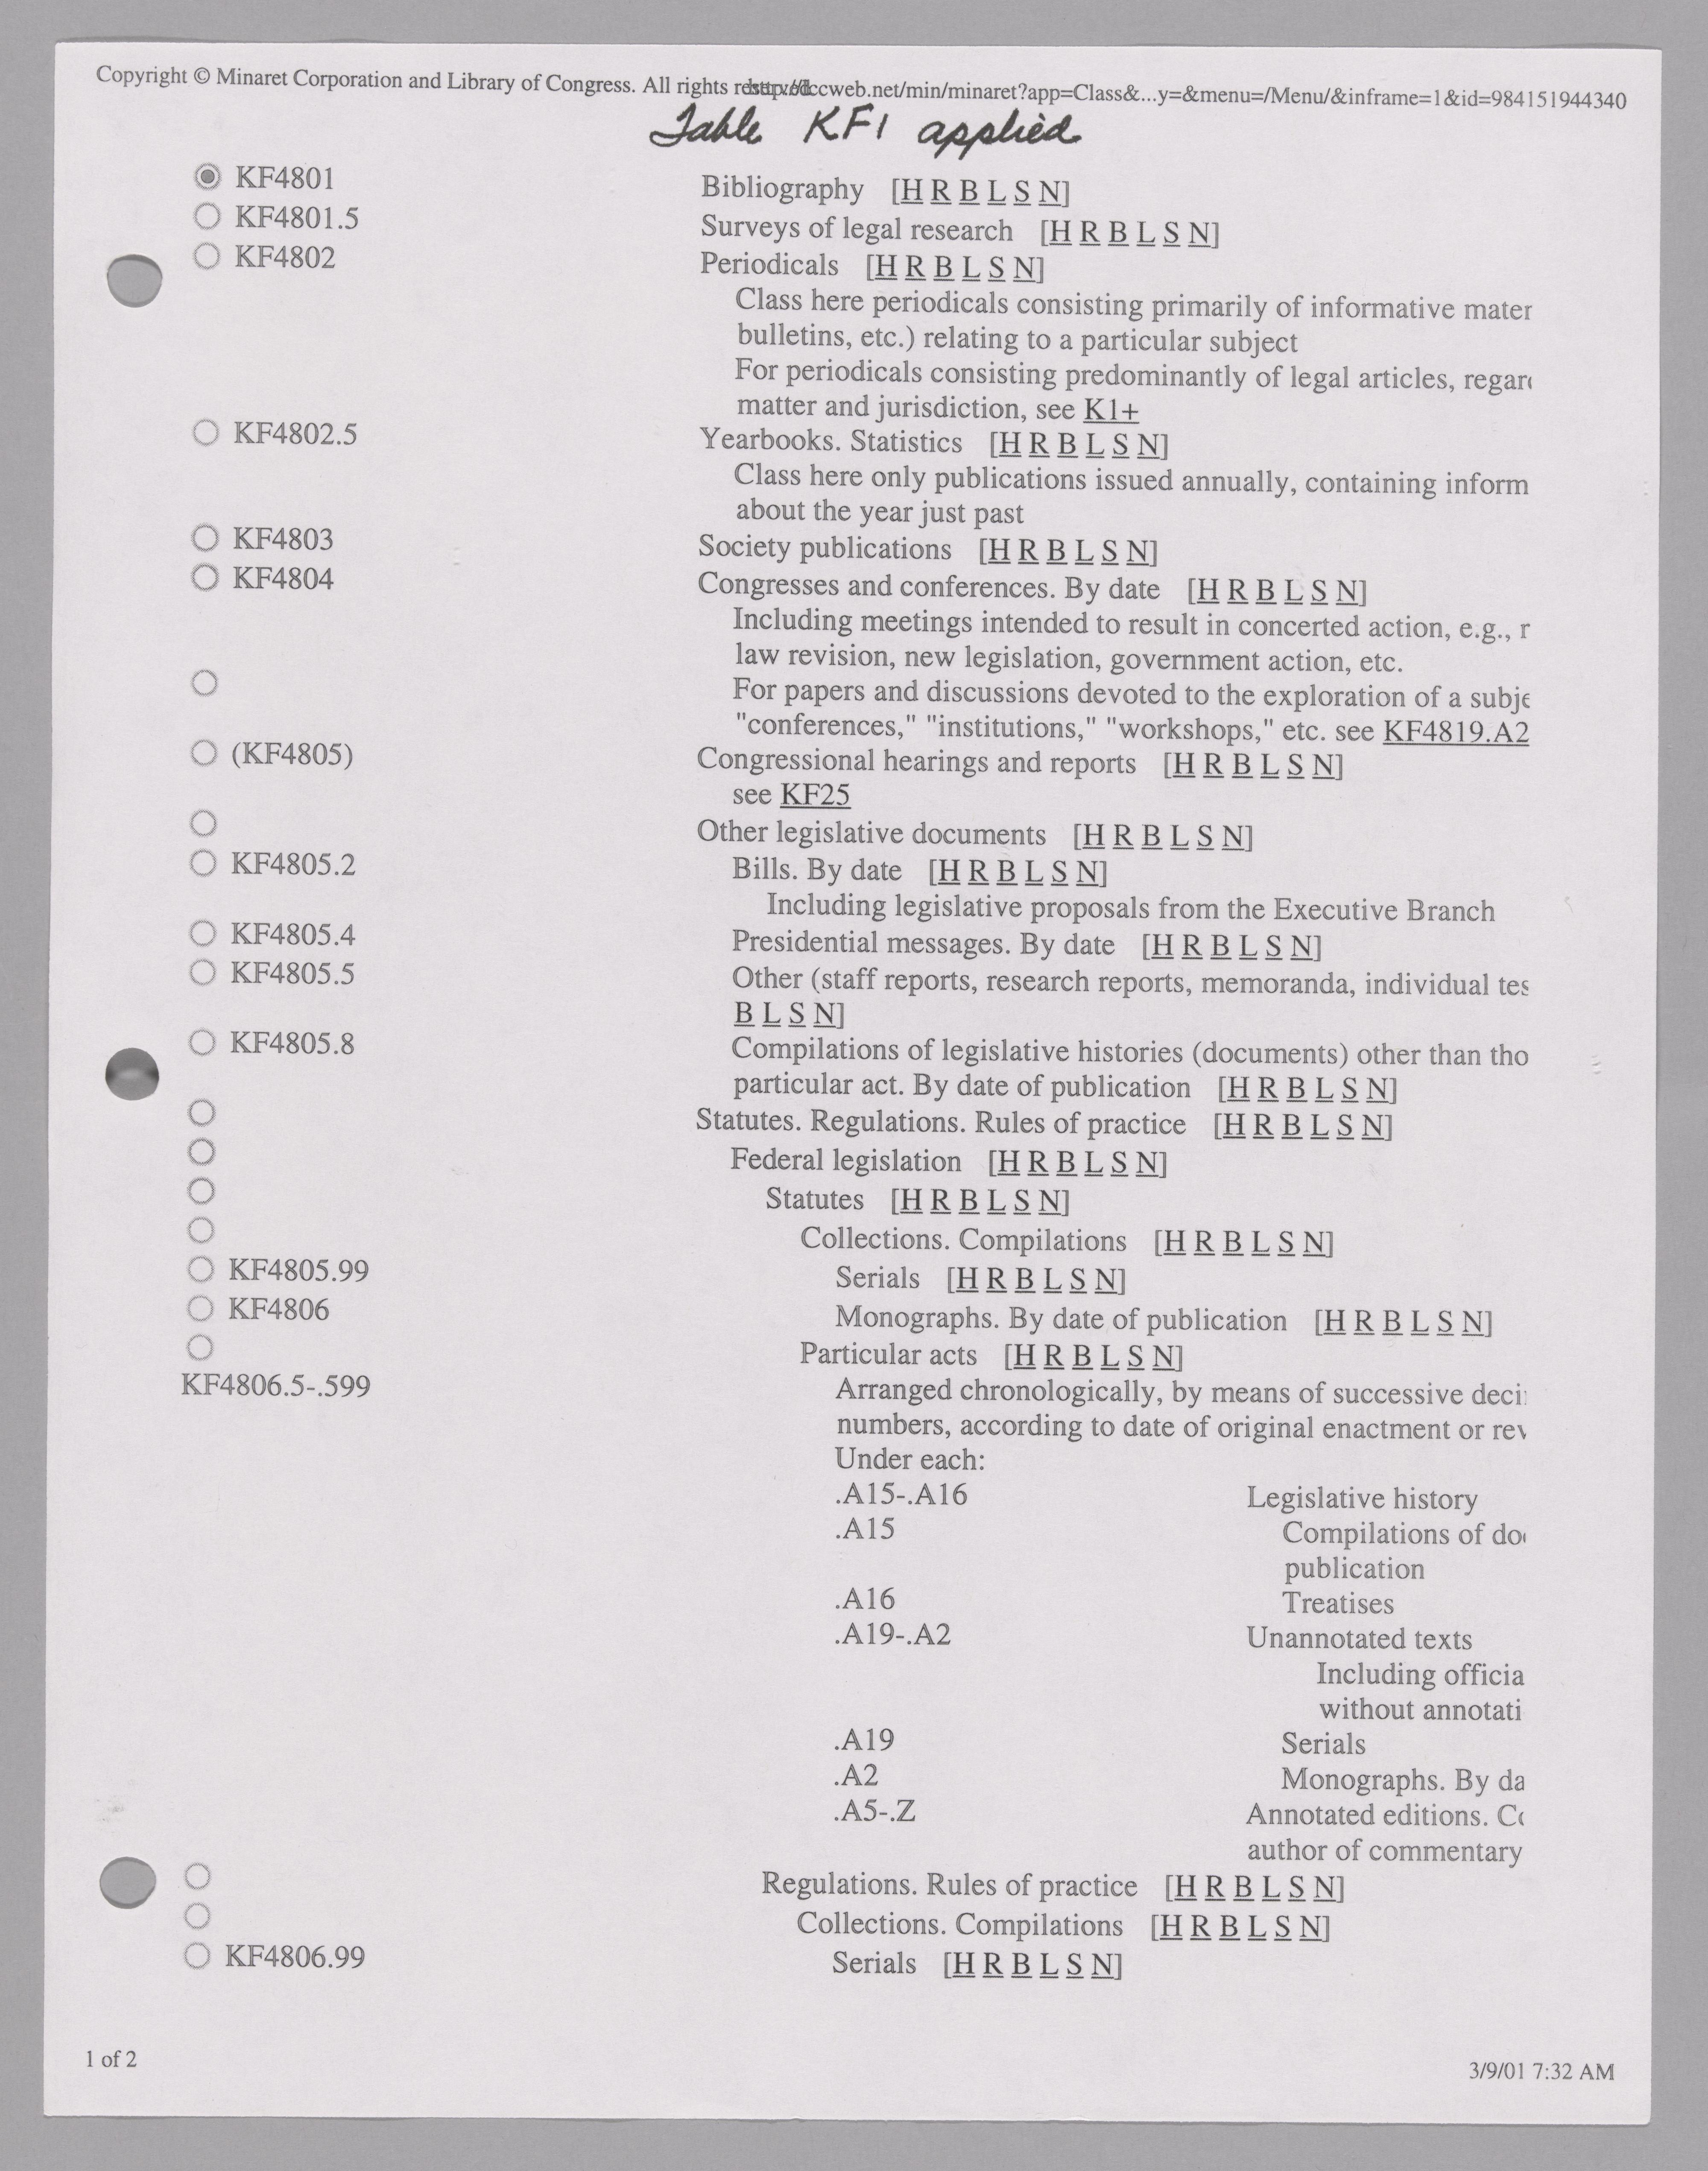 Copyright © Minaret Corporation and Library of Congress. All rights http://lccweb.net/min/minaret?app=Class&...y=&menu=/Menu/&inframe=1&id=984151944340
Table KF1 applied
KF4801 Bibliography [H R B L S N]
KF4801.5 Surveys of legal research [H R B L S N]
KF4802 Periodicals [H R B L S N]
Class here periodicals consisting primarily of informative mater
bulletins, etc.) relating to a particular subject
For periodicals consisting predominantly of legal articles, regar
matter and jurisdiction, see K1+
KF4802.5 Yearbooks. Statistics [H R B L S N]
Class here only publications issued annually, containing inform
about the year just past
KF4803 Society publications [H R B L S N]
KF4804 Congresses and conferences. By date [H R B L S N]
Including meetings intended to result in concerted action, e.g., r
law revision, new legislation, government action, etc.
For papers and discussions devoted to the exploration of a subje
"conferences," "institutions," "workshops," etc. see KF4819.A2
(KF4805) Congressional hearings and reports [H R B L S N]
see KF25
Other legislative documents [H R B L S N]
KF4805.2 Bills. By date [H R B L S N]
Including legislative proposals from the Executive Branch
KF4805.4 Presidential messages. By date [H R B L S N]
KF4805.5 Other (staff reports, research reports, memoranda, individual tes
B L S N]
KF4805.8 Compilations of legislative histories (documents) other than tho
particular act. By date of publication [H R B L S N]
Statutes. Regulations. Rules of practice [H R B L S N]
Federal legislation [H R B L S N]
Statutes [H R B L S N]
Collections. Compilations [H R B L S N]
KF4805.99 Serials [H R B L S N]
KF4806 Monographs. By date of publication [H R B L S N]
Particular acts [H R B L S N]
KF4806.5-.599 Arranged chronologically, by means of successive deci
numbers, according to date of original enactment or rev
Under each:
.A15-.A16 Legislative history
.A15 Compilations of do
publication
.A16 Treatises
.A19-.A2 Unannotated texts
Including officia
without annotati
.A19 Serials
.A2 Monographs. By da
.A5-.Z Annotated editions. C
author of commentary
Regulations. Rules of practice [H R B L S N]
Collections. Compilations [H R B L S N]
KF4806.99 Serials [H R B L S N]
1 of 2 3/9/01 7:32 AM